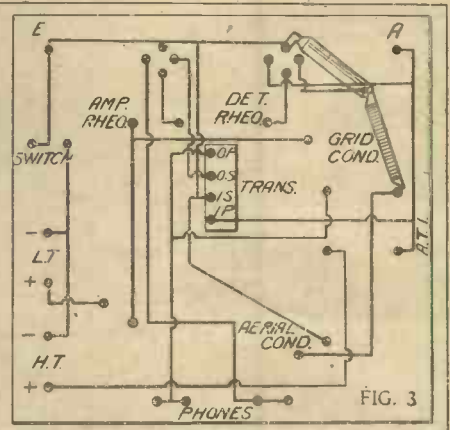 E
A
AMP.
RHEO.
DET.
RHEO.
SWITCH
OP
OS
IS
IP
TRANS.
GRID
COND.
A.T.I.
-
L.T
+
-
H.T.
+
AERIAL
COND.
PHONES
FIG. 3